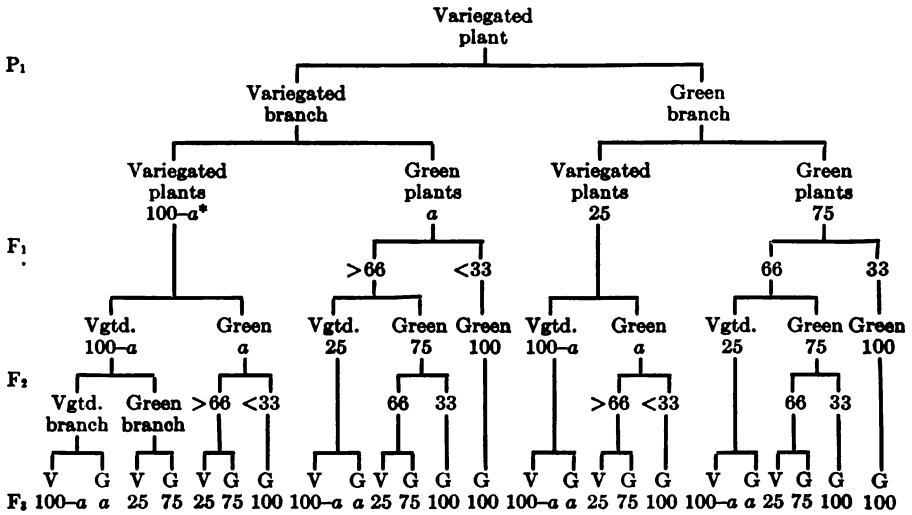 Variegated
plant
P₁
Variegated
branch
Green
branch
Variegated
plants
100–a*
Green
plants
a
Variegated
plants
25
Green
plants
75
F₁
.
>66 <33 66 33
Vgtd. Green Vgtd. Green Green Vgtd. Green Vgtd. Green Green
100–a a 25 75 100 100–a a 25 75 100
F₂
Vgtd.
branch
Green
branch
>66 <33 66 33 >66 <33 66 33
V G V G V G G V G V G G G V G V G G V G V G G G
F₃ 100–a a 25 75 25 75 100 100–a a 25 75 100 100 100–a a 25 75 100 100–a a 25 75 100 100